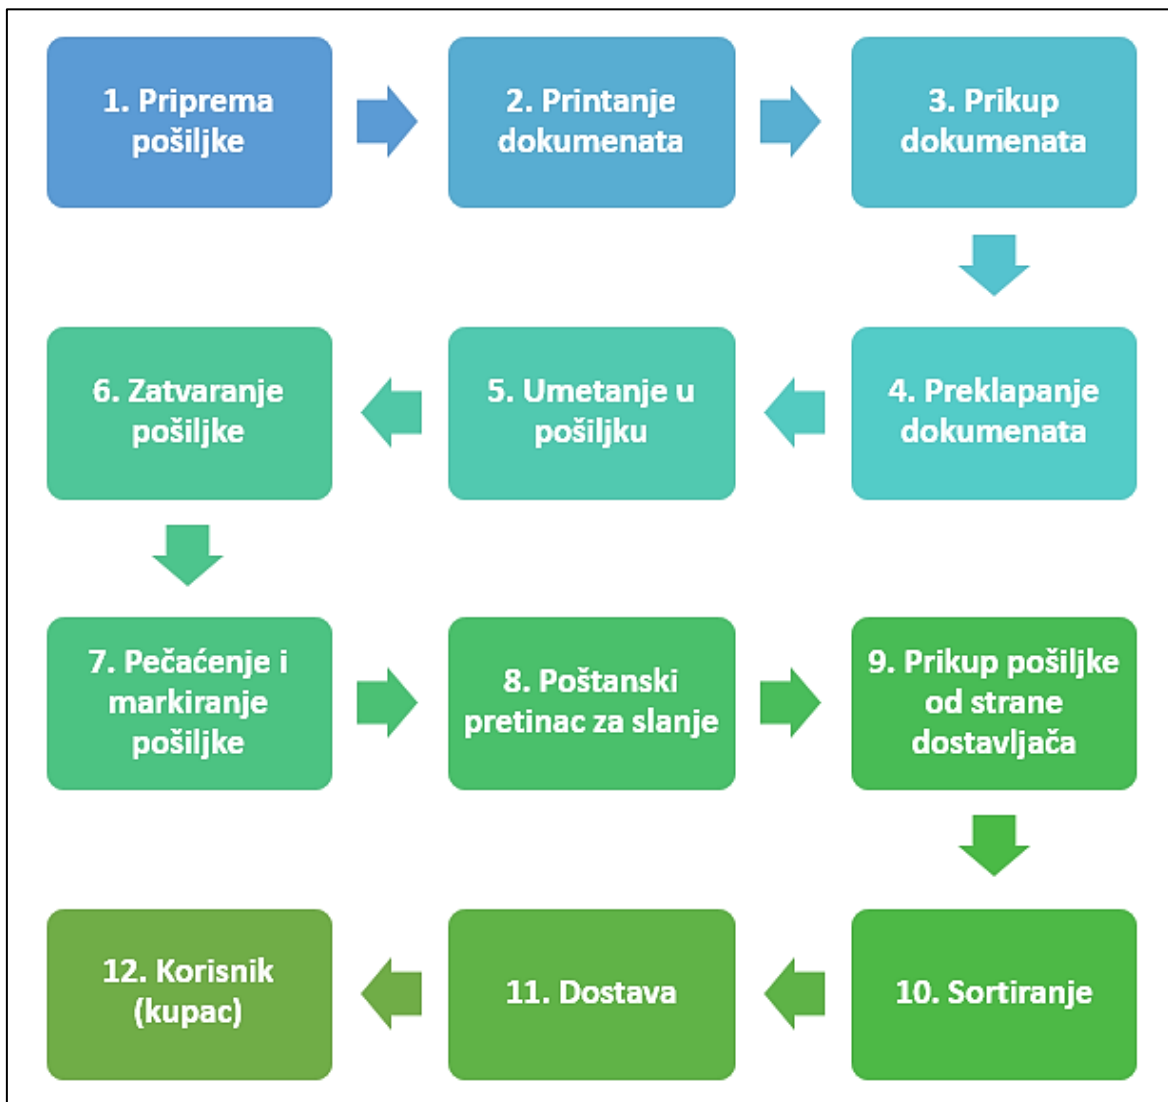 1. Priprema
pošiljke
2. Printanje
dokumenata
3. Prikup
dokumenata
4. Preklapanje
dokumenata
5. Umetanje u
pošiljku
6. Zatvaranje
pošiljke
7. Pečaćenje i
markiranje
pošiljke
8. Poštanski
pretinac za slanje
9. Prikup pošiljke
od strane
dostavljača
10. Sortiranje
11. Dostava
12. Korisnik
(kupac)